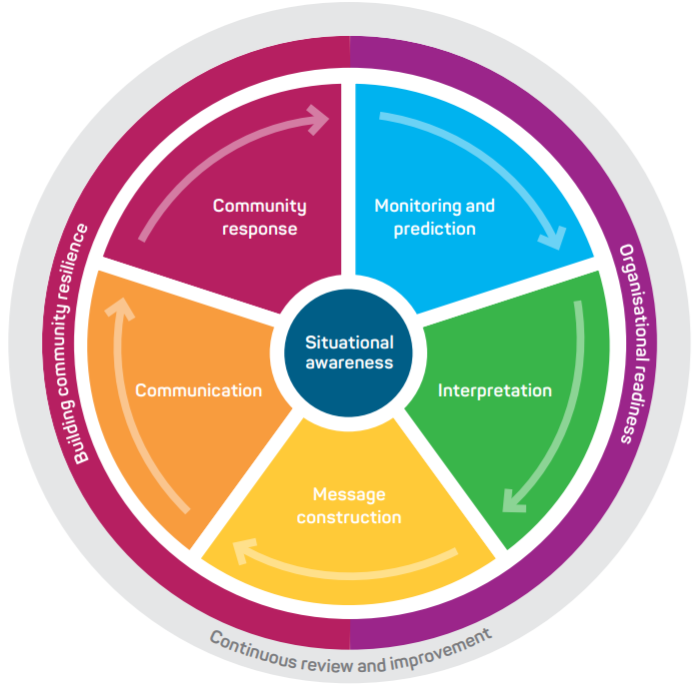 Community
response
Monitoring and
prediction
Building community resilience
Organisational readiness
Situational
awareness
Communication
Interpretation
Message
construction
Continuous review and improvement